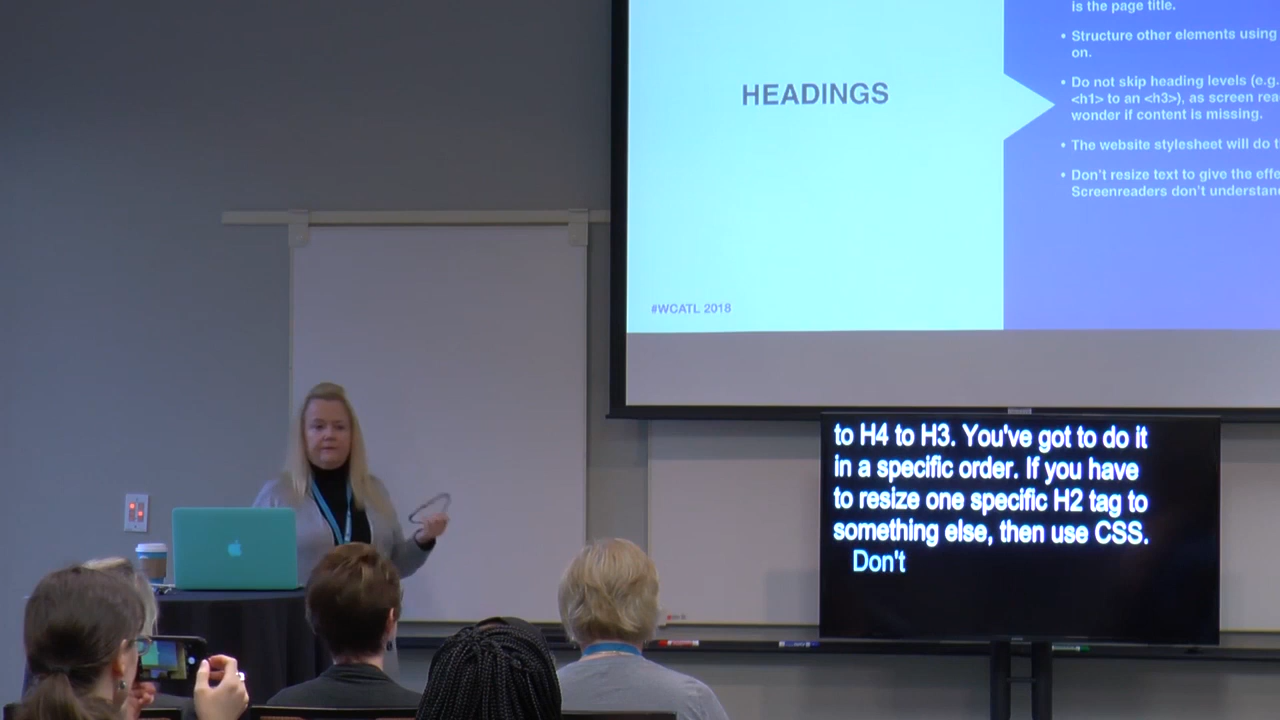 HEADINGS
#WCATL 2018
is the page title.
• Structure other elements using
on.
• Do not skip heading levels (e.g.
<h1> to an <h3>), as screen rea
wonder if content is missing.
• The website stylesheet will do t
• Don't resize text to give the effe
Screenreaders don't understan
to H4 to H3. You've got to do it
in a specific order. If you have
to resize one specific H2 tag to
something else, then use CSS.
Don't